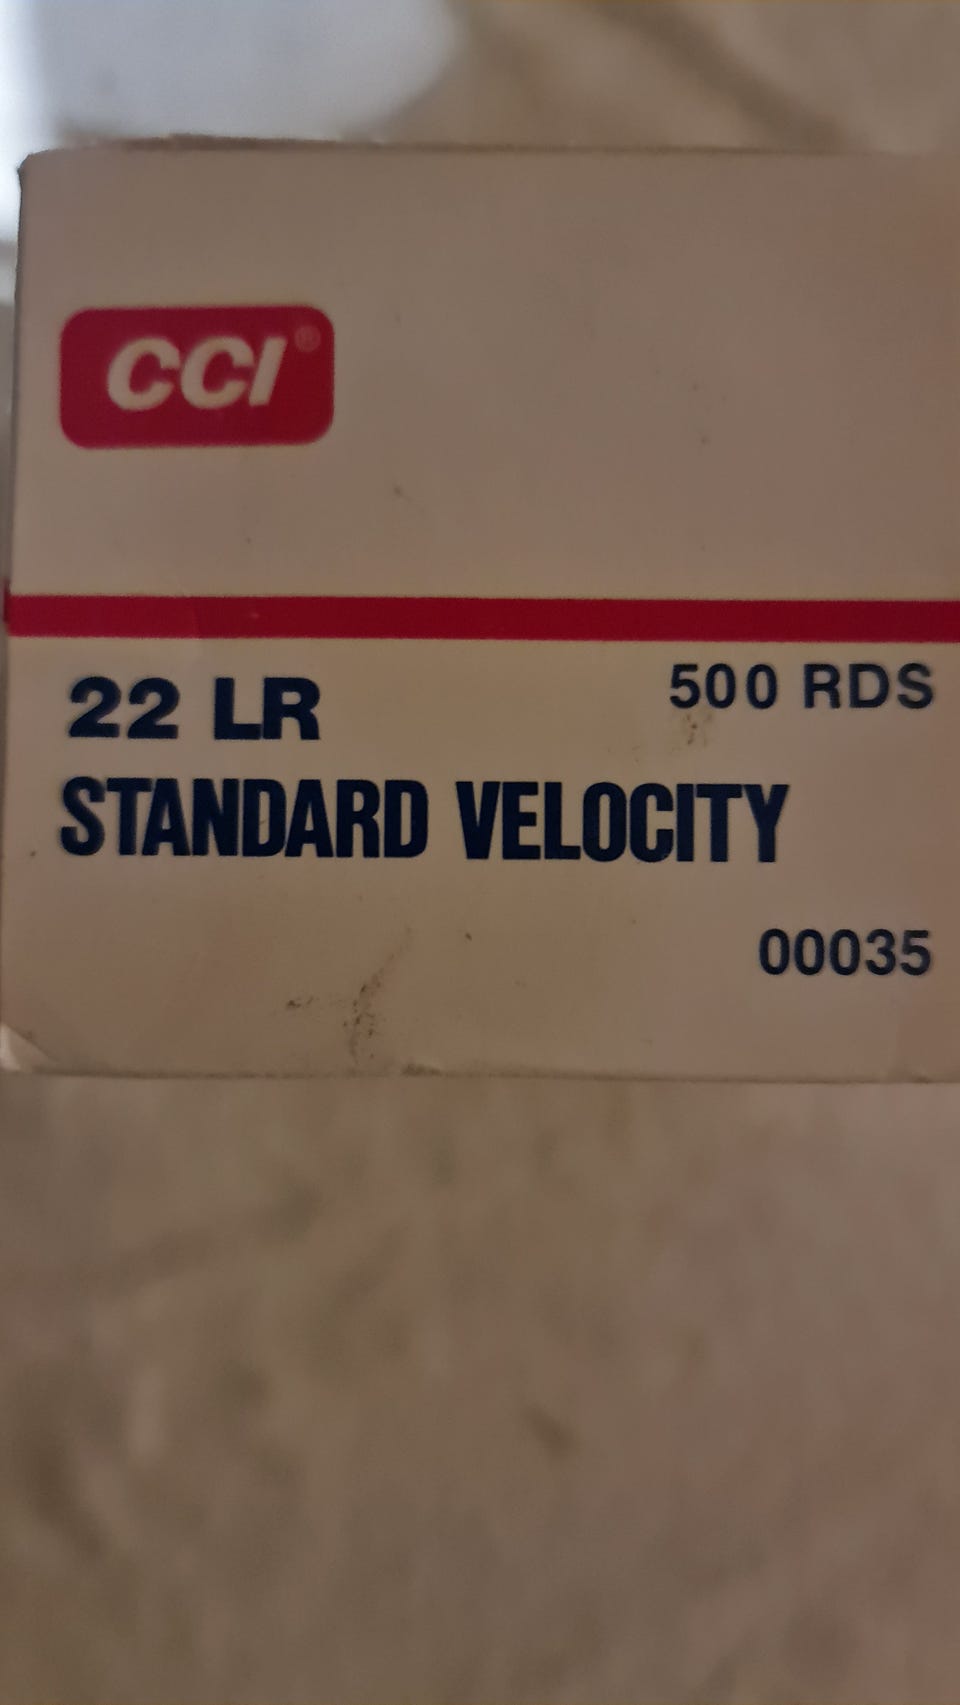 CCI®
500 RDS
22 LR
STANDARD VELOCITY
00035